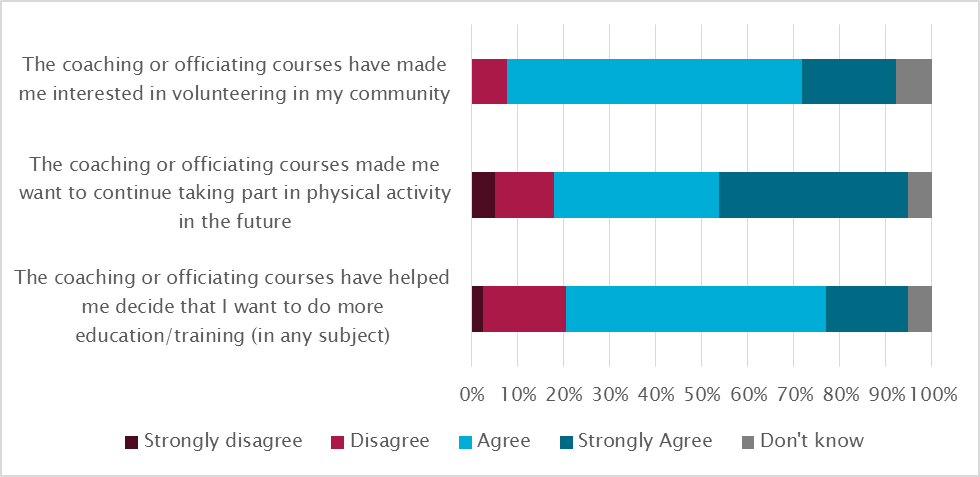 The coaching or officiating courses have made
me interested in volunteering in my community
The coaching or officiating courses made me
want to continue taking part in physical activity
in the future
The coaching or officiating courses have helped
me decide that I want to do more
education/training (in any subject)
0% 10% 20% 30% 40% 50% 60% 70% 80% 90% 100%
Strongly disagree Disagree Agree Strongly Agree Don't know